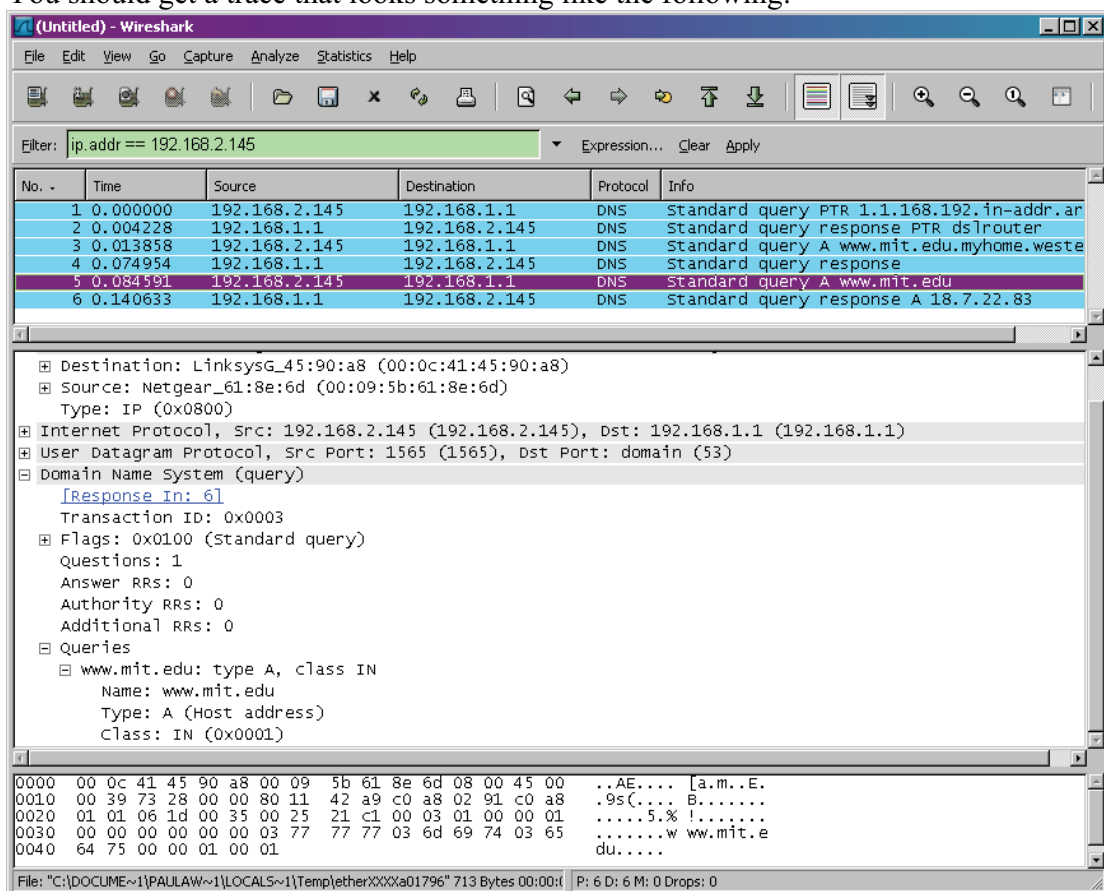 You should get a trace that looks something like the following:
(Untitled) - Wireshark
File Edit View Go Capture Analyze Statistics Help
Filter: ip.addr == 192.168.2.145 Expression... Clear Apply
No. - Time Source Destination Protocol Info
1 0.000000 192.168.2.145 192.168.1.1 DNS Standard query PTR 1.1.168.192.in-addr.ar
2 0.004228 192.168.1.1 192.168.2.145 DNS Standard query response PTR dslrouter
3 0.013858 192.168.2.145 192.168.1.1 DNS Standard query A www.mit.edu.myhome.weste
4 0.074954 192.168.1.1 192.168.2.145 DNS Standard query response
5 0.084591 192.168.2.145 192.168.1.1 DNS Standard query A www.mit.edu
6 0.140633 192.168.1.1 192.168.2.145 DNS Standard query response A 18.7.22.83
Destination: LinksysG_45:90:a8 (00:0c:41:45:90:a8)
Source: Netgear_61:8e:6d (00:09:5b:61:8e:6d)
Type: IP (0x0800)
Internet Protocol, Src: 192.168.2.145 (192.168.2.145), Dst: 192.168.1.1 (192.168.1.1)
User Datagram Protocol, Src Port: 1565 (1565), Dst Port: domain (53)
Domain Name System (query)
[Response In: 6]
Transaction ID: 0x0003
Flags: 0x0100 (Standard query)
Questions: 1
Answer RRs: 0
Authority RRs: 0
Additional RRs: 0
Queries
www.mit.edu: type A, class IN
Name: www.mit.edu
Type: A (Host address)
Class: IN (0x0001)
0000 00 0c 41 45 90 a8 00 09 5b 61 8e 6d 08 00 45 00 ..AE.... [a.m..E.
0010 00 39 73 28 00 00 80 11 42 a9 c0 a8 02 91 c0 a8 .9s(.... B.......
0020 01 01 06 1d 00 35 00 25 21 c1 00 03 01 00 00 01 .....5.% !.......
0030 00 00 00 00 00 00 03 77 77 77 03 6d 69 74 03 65 .......w ww.mit.e
0040 64 75 00 00 01 00 01 du.....
File: "C:\DOCUME~1\PAULAW~1\LOCALS~1\Temp\etherXXXXa01796" 713 Bytes 00:00:( P: 6 D: 6 M: 0 Drops: 0